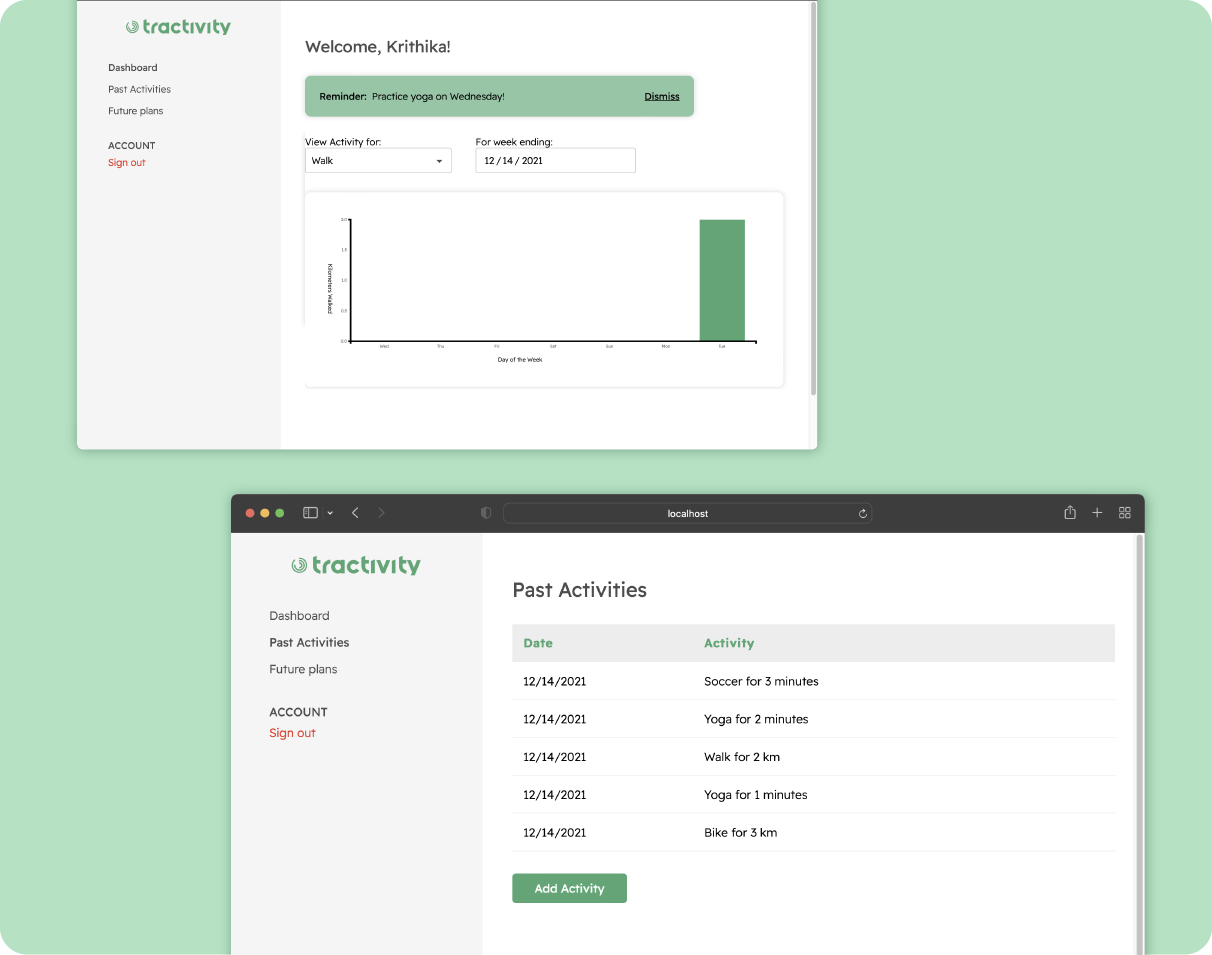 tractivity
Dashboard
Past Activities
Future plans
ACCOUNT
Sign out
Welcome, Krithika!
Reminder: Practice yoga on Wednesday! Dismiss
View Activity for: For week ending:
Walk 12 / 14 / 2021
2.0
1.5
1.0
0.5
0.0
Kilometers Walked
Wed Thu Fri Sat Sun Mon Tue
Day of the Week
localhost
tractivity
Dashboard
Past Activities
Future plans
ACCOUNT
Sign out
Past Activities
Date Activity
12/14/2021 Soccer for 3 minutes
12/14/2021 Yoga for 2 minutes
12/14/2021 Walk for 2 km
12/14/2021 Yoga for 1 minutes
12/14/2021 Bike for 3 km
Add Activity